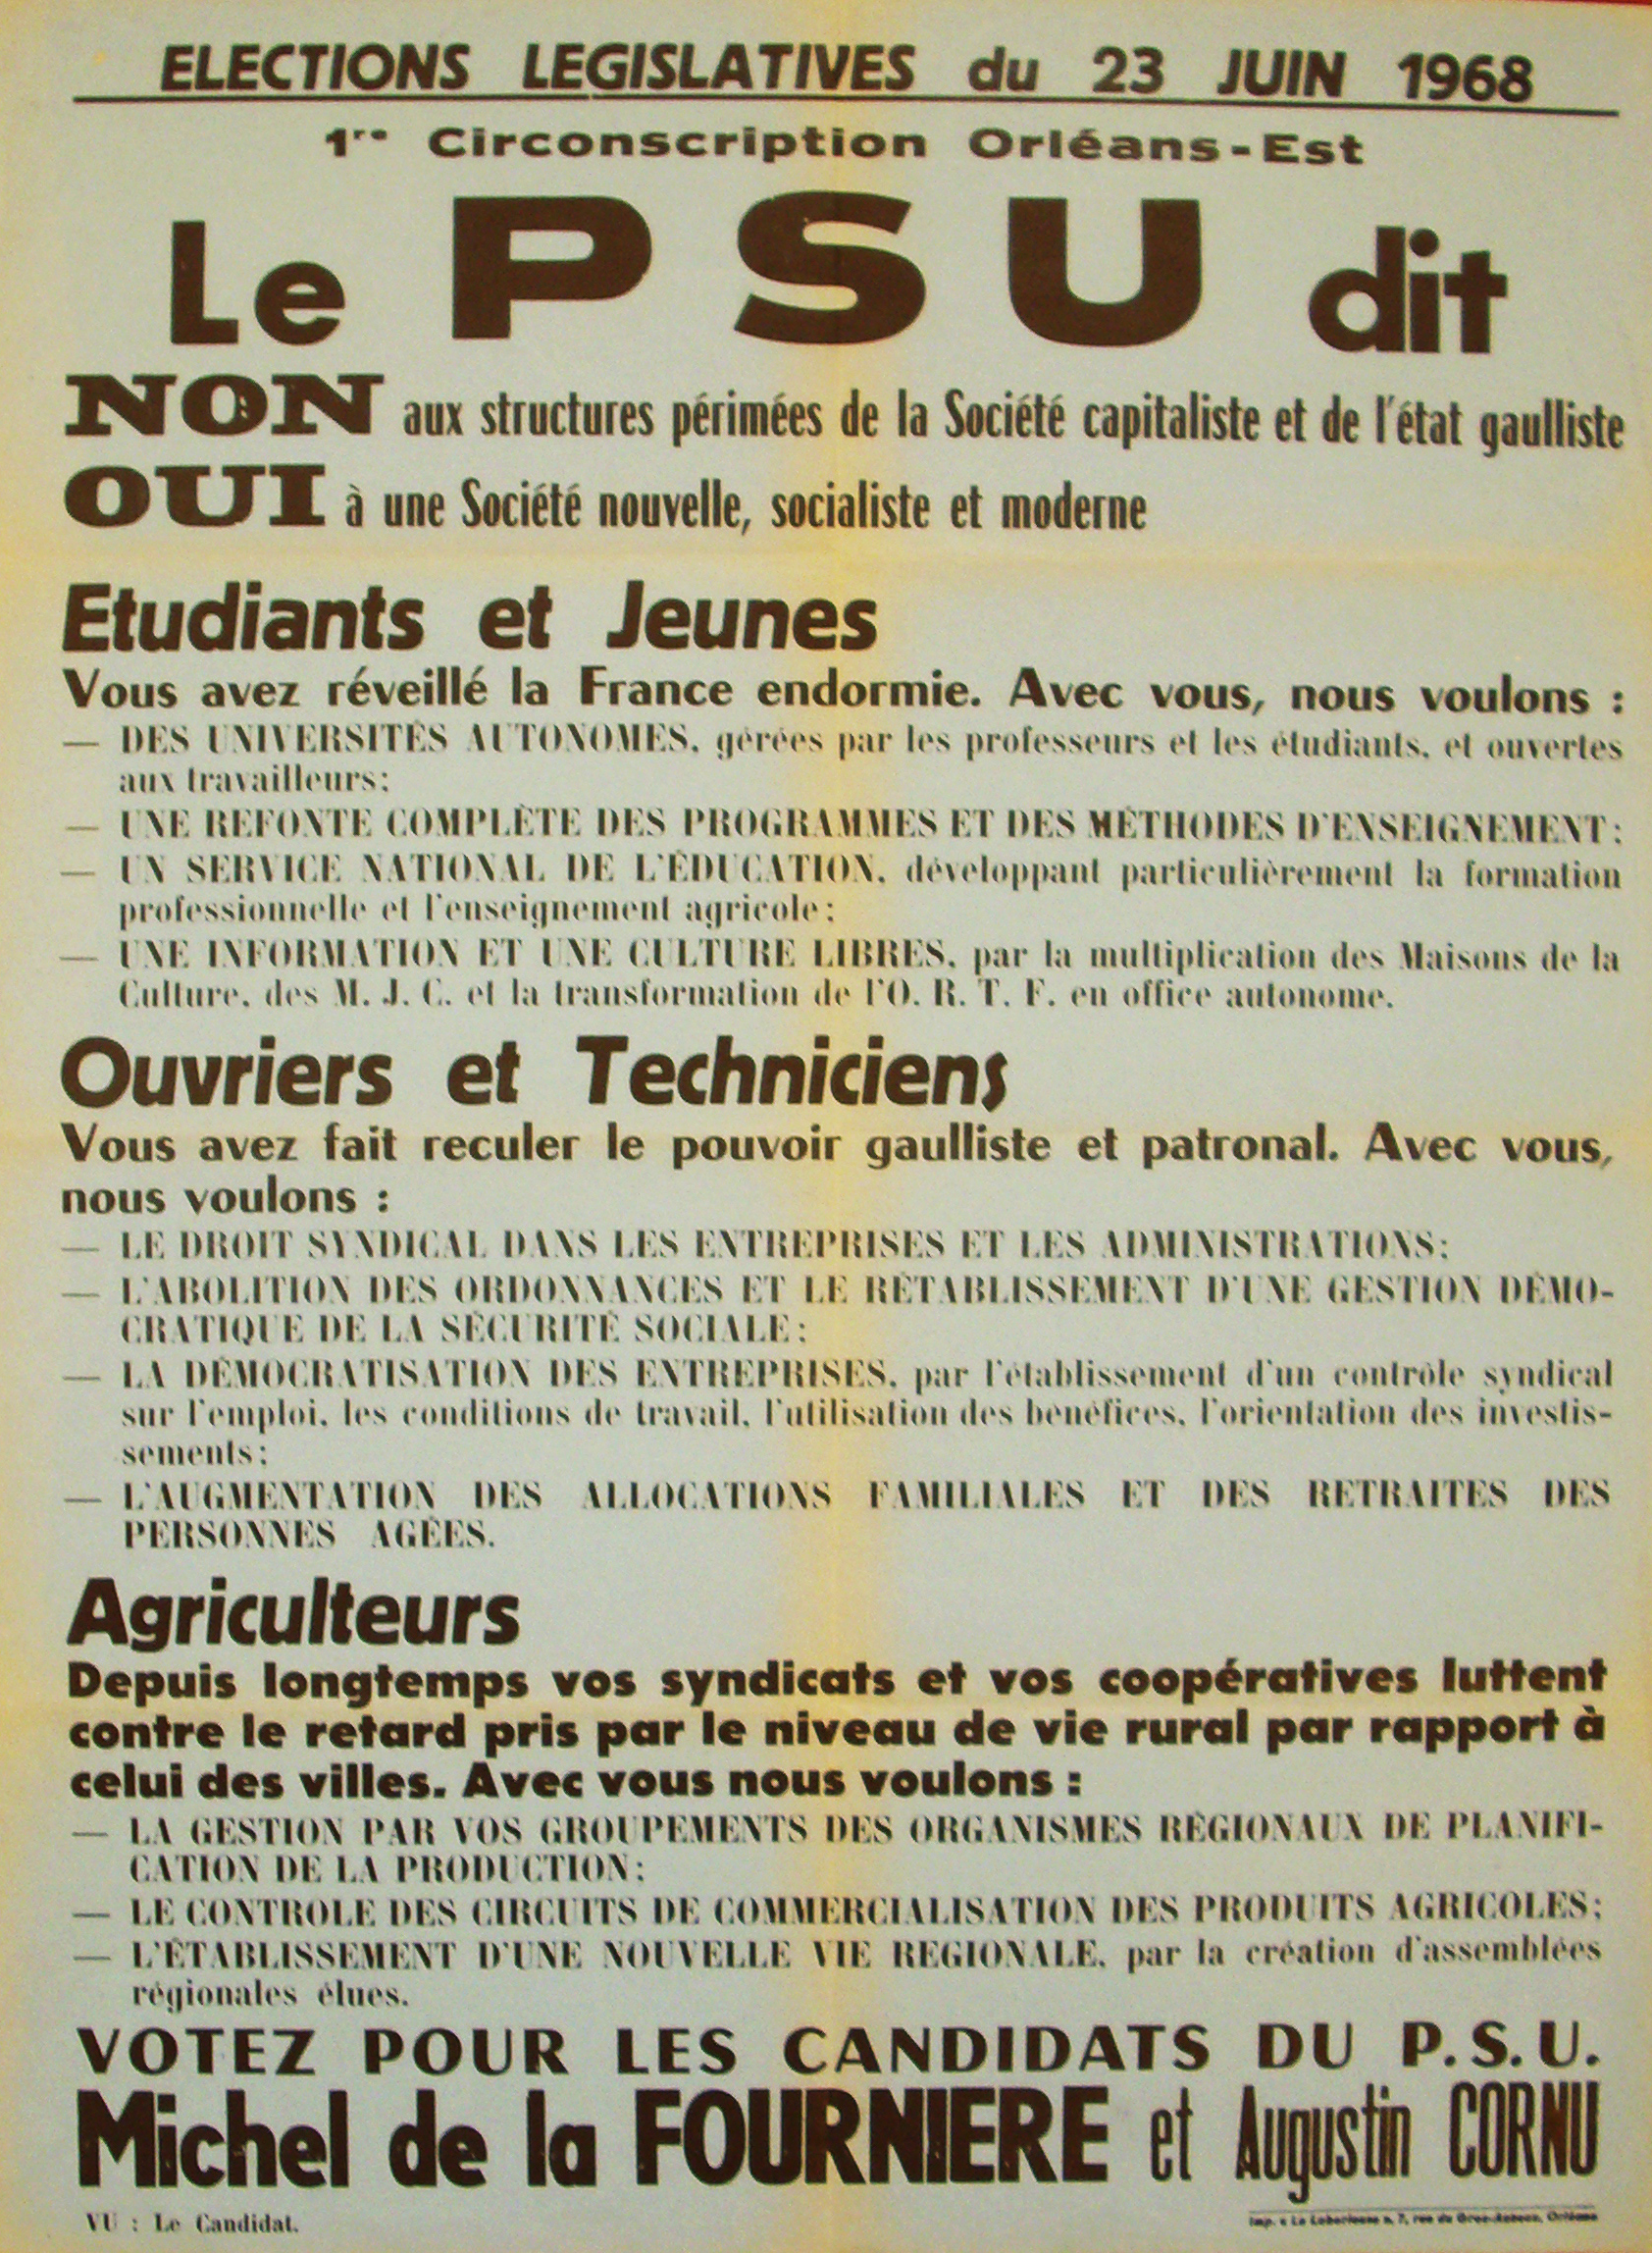 ELECTIONS LEGISLATIVES du 23 JUIN 1968
1re Circonscription Orléans-Est
Le PSU dit
NON aux structures périmées de la Société capitaliste et de l'état gaulliste
OUI à une Société nouvelle, socialiste et moderne
Etudiants et Jeunes
Vous avez réveillé la France endormie. Avec vous, nous voulons :
— DES UNIVERSITÉS AUTONOMES, gérées par les professeurs et les étudiants, et ouvertes
aux travailleurs;
— UNE REFONTE COMPLÈTE DES PROGRAMMES ET DES MÉTHODES D'ENSEIGNEMENT;
— UN SERVICE NATIONAL DE L'ÉDUCATION, développant particulièrement la formation
professionnelle et l'enseignement agricole;
— UNE INFORMATION ET UNE CULTURE LIBRES, par la multiplication des Maisons de la
Culture, des M. J. C. et la transformation de l'O. R. T. F. en office autonome.
Ouvriers et Techniciens
Vous avez fait reculer le pouvoir gaulliste et patronal. Avec vous,
nous voulons :
— LE DROIT SYNDICAL DANS LES ENTREPRISES ET LES ADMINISTRATIONS;
— L'ABOLITION DES ORDONNANCES ET LE RÉTABLISSEMENT D'UNE GESTION DÉMO-
CRATIQUE DE LA SÉCURITÉ SOCIALE;
— LA DÉMOCRATISATION DES ENTREPRISES, par l'établissement d'un contrôle syndical
sur l'emploi, les conditions de travail, l'utilisation des bénéfices, l'orientation des investis-
sements;
— L'AUGMENTATION DES ALLOCATIONS FAMILIALES ET DES RETRAITES DES
PERSONNES AGÉES.
Agriculteurs
Depuis longtemps vos syndicats et vos coopératives luttent
contre le retard pris par le niveau de vie rural par rapport à
celui des villes. Avec vous nous voulons :
— LA GESTION PAR VOS GROUPEMENTS DES ORGANISMES RÉGIONAUX DE PLANIFI-
CATION DE LA PRODUCTION;
— LE CONTROLE DES CIRCUITS DE COMMERCIALISATION DES PRODUITS AGRICOLES;
— L'ÉTABLISSEMENT D'UNE NOUVELLE VIE REGIONALE, par la création d'assemblées
régionales élues.
VOTEZ POUR LES CANDIDATS DU P.S.U.
Michel de la FOURNIERE et Augustin CORNU
VU : Le Candidat.
Imp. « La Laborieuse », 7, rue du Gros-Anneau, Orléans